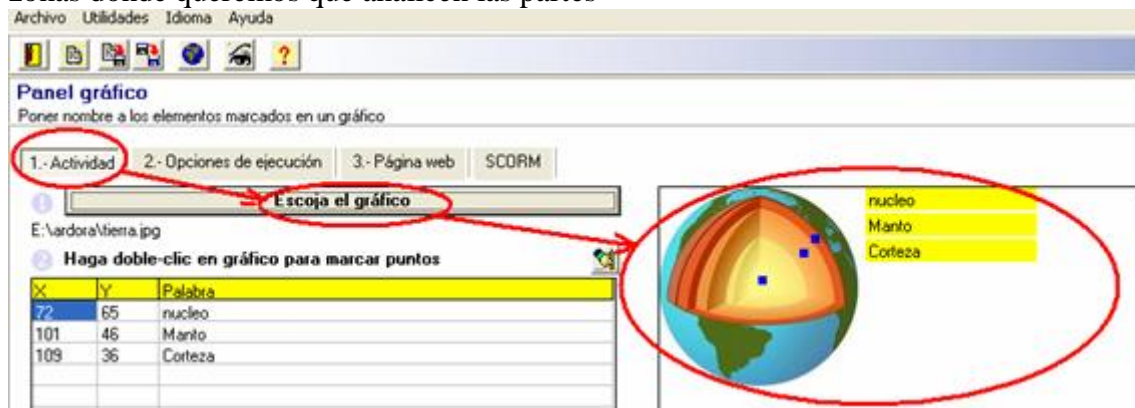 zonas donde queremos que analicen las partes
Archivo Utilidades Idioma Ayuda
Panel gráfico
Poner nombre a los elementos marcados en un gráfico
1.- Actividad 2.- Opciones de ejecución 3.- Página web SCORM
1 Escoja el gráfico
E:\ardora\tierra.jpg
2 Haga doble-clic en gráfico para marcar puntos
X Y Palabra
72 65 nucleo
101 46 Manto
109 36 Corteza
nucleo
Manto
Corteza